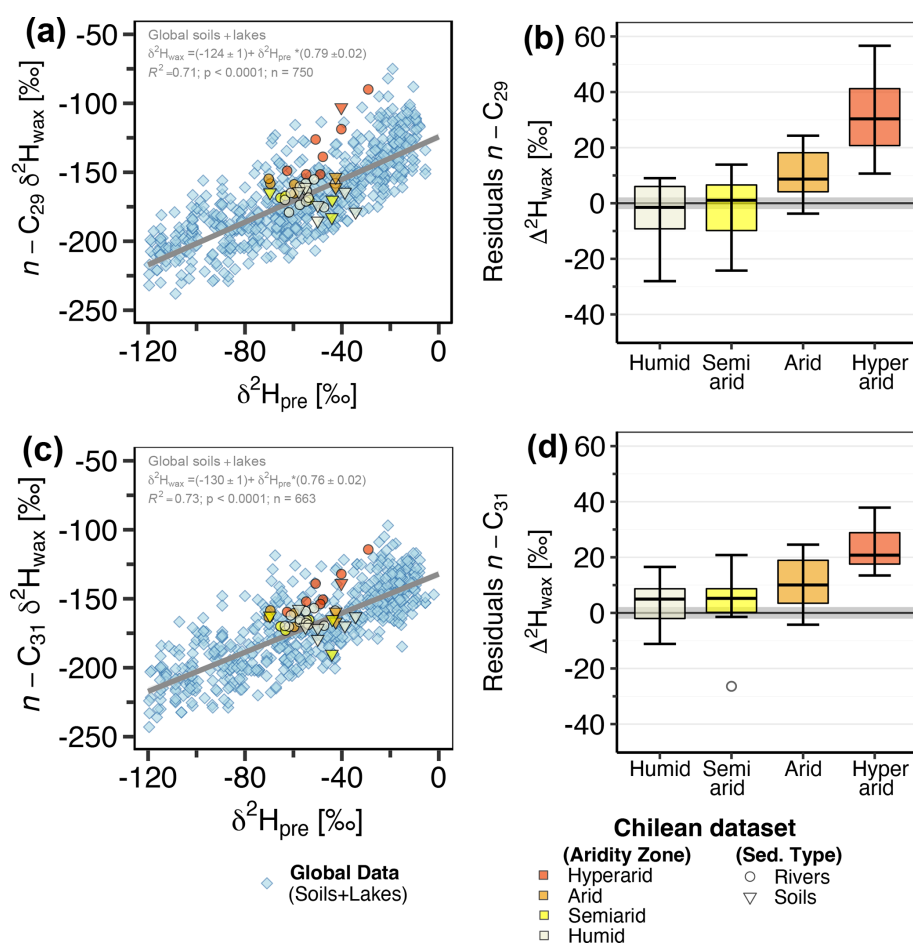 (a)
-50
-100
-150
-200
-250
n − C29 δ2Hwax [‰]
Global soils+lakes
δ2Hwax =(-124 ± 1)+ δ2Hpre *(0.79 ±0.02)
R2 =0.71; p < 0.0001; n = 750
-120
-80
-40
0
δ2Hpre [‰]
(b)
60
40
20
0
-20
-40
Residuals n − C29
Δ2Hwax [‰]
Humid
Semi
arid
Arid
Hyper
arid
(c)
-50
-100
-150
-200
-250
n − C31 δ2Hwax [‰]
Global soils+lakes
δ2Hwax =(-130 ± 1)+ δ2Hpre*(0.76 ± 0.02)
R2 =0.73; p < 0.0001; n = 663
-120
-80
-40
0
δ2Hpre [‰]
(d)
60
40
20
0
-20
-40
Residuals n − C31
Δ2Hwax [‰]
Humid
Semi
arid
Arid
Hyper
arid
Global Data
(Soils+Lakes)
Chilean dataset
(Aridity Zone)
Hyperarid
Arid
Semiarid
Humid
(Sed. Type)
Rivers
Soils